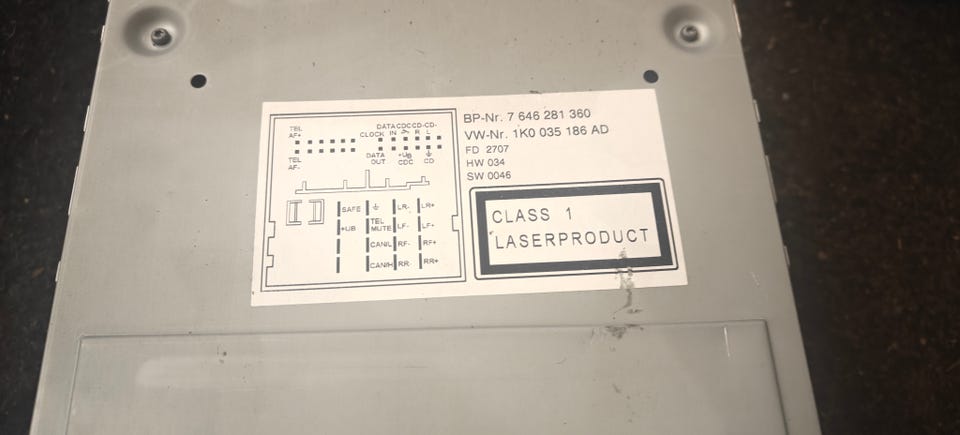 TEL
AF+
TEL
AF-
DATA CDC CD- CD-
CLOCK IN R L
DATA +UB
OUT CDC CD
SAFE LR- LR+
+UB TEL MUTE LF- LF+
CAN/L RF- RF+
CAN/H RR- RR+
BP-Nr. 7 646 281 360
VW-Nr. 1K0 035 186 AD
FD 2707
HW 034
SW 0046
CLASS 1
LASERPRODUCT